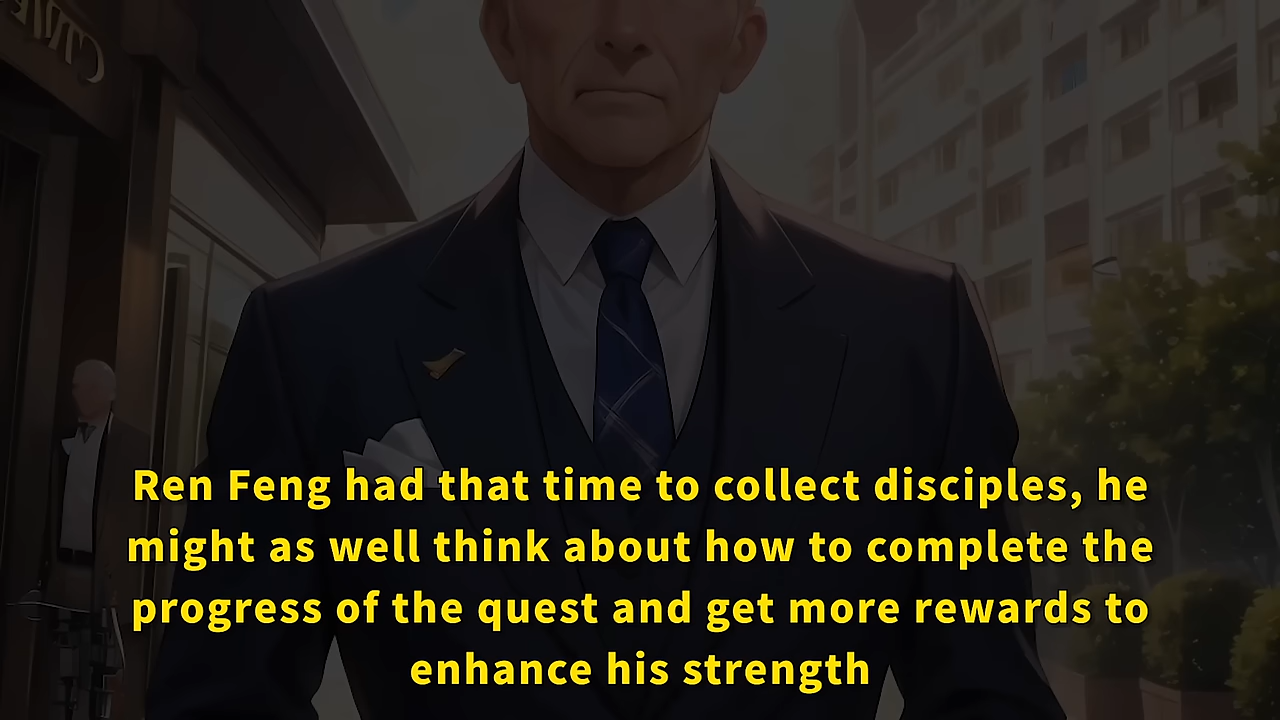 Ren Feng had that time to collect disciples, he
might as well think about how to complete the
progress of the quest and get more rewards to
enhance his strength